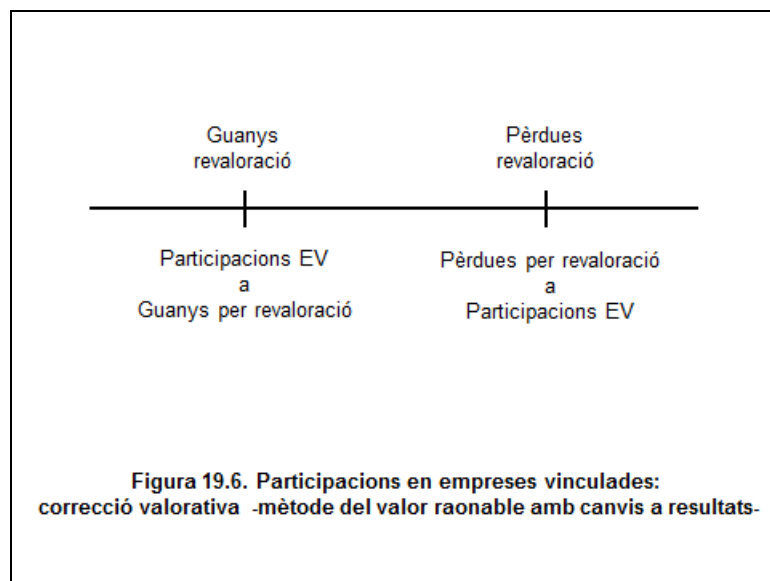 Guanys
revaloració
Pèrdues
revaloració
Participacions EV
a
Guanys per revaloració
Pèrdues per revaloració
a
Participacions EV
Figura 19.6. Participacions en empreses vinculades:
correcció valorativa -mètode del valor raonable amb canvis a resultats-